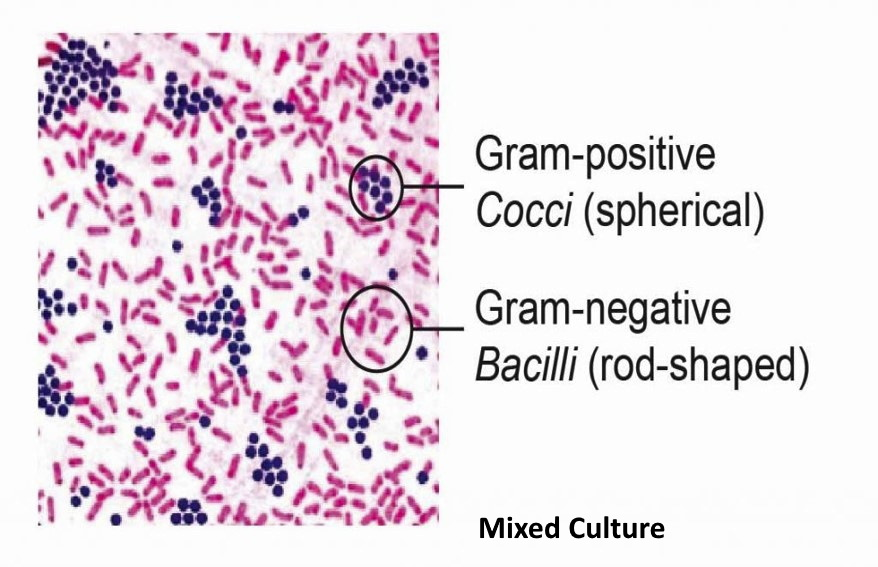 Gram-positive
Cocci (spherical)
Gram-negative
Bacilli (rod-shaped)
Mixed Culture